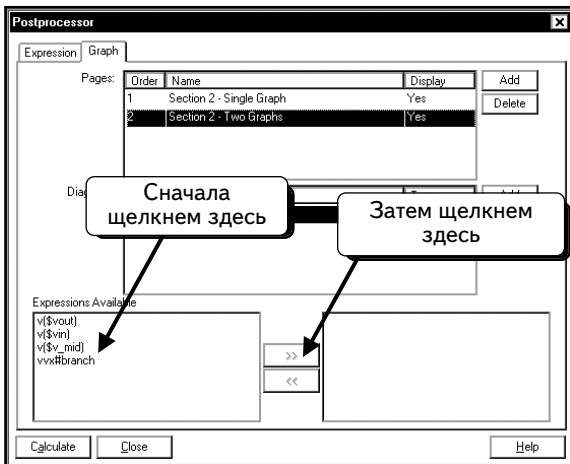 Postprocessor
Expression Graph
Pages: Order Name Display Add
1 Section 2 - Single Graph Yes Delete
2 Section 2 - Two Graphs Yes
Сначала
щелкнем здесь
Затем щелкнем
здесь
Expressions Available
v($vout)
v($vin)
v($v_mid)
vvx#branch
>>
<<
Calculate Close Help